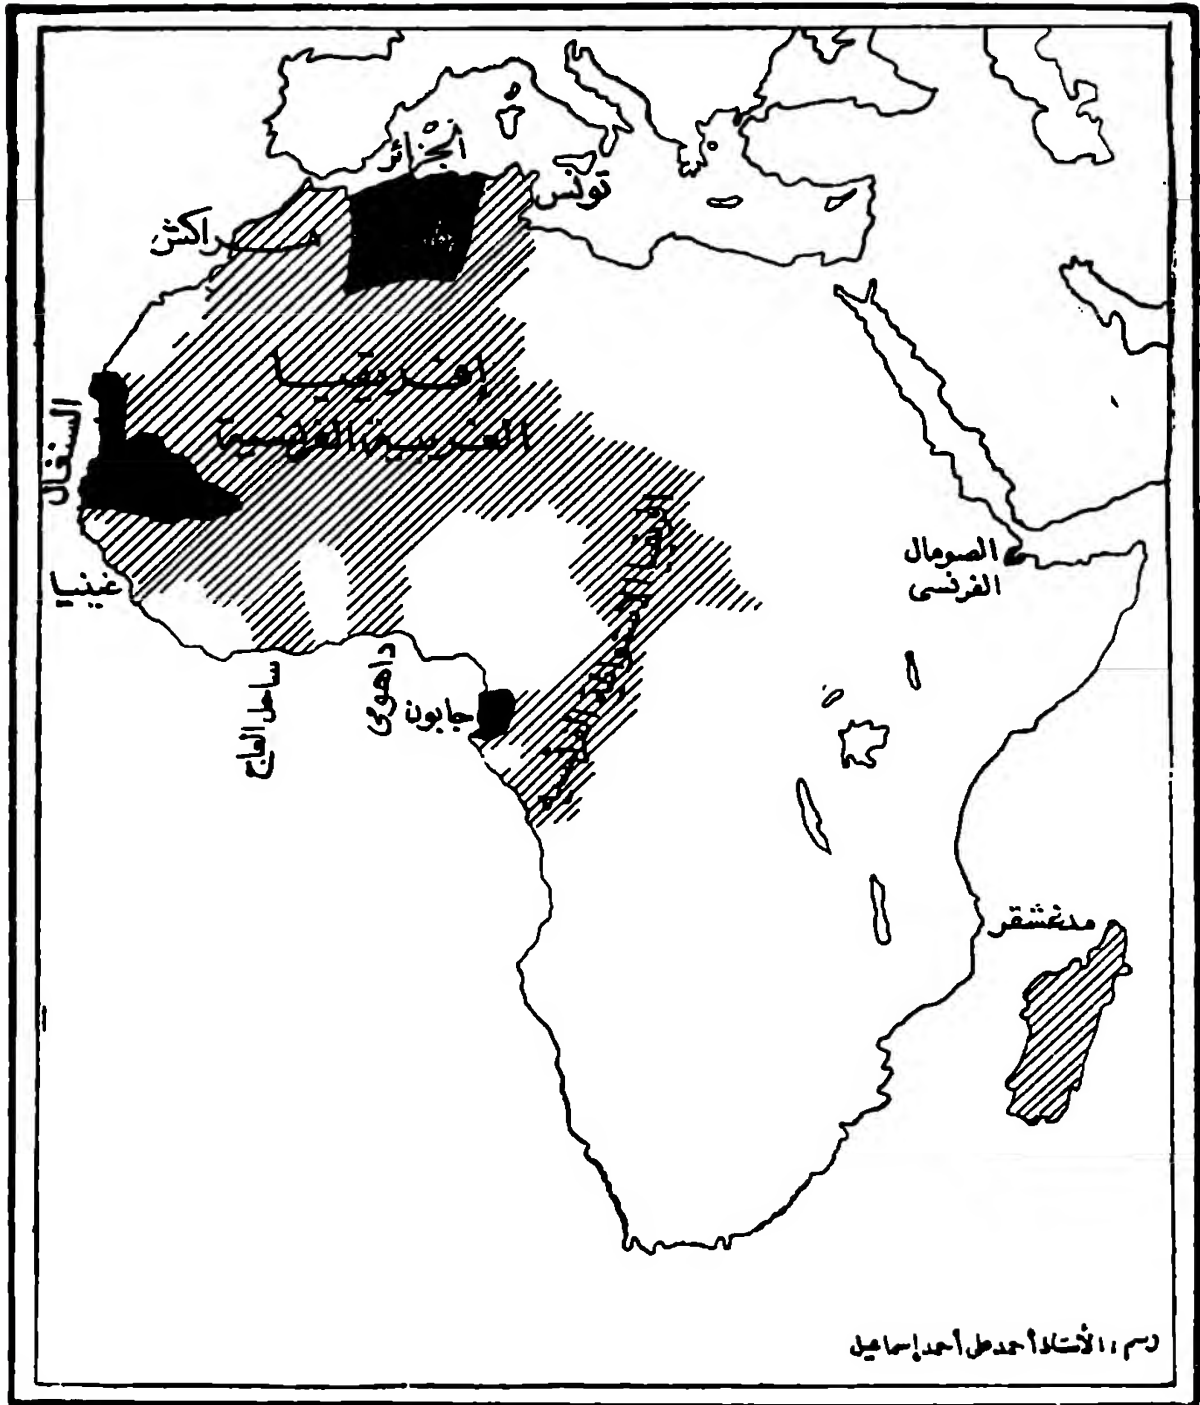 الجزائر
تونس
مراكش
إفريقيا
الغربية الفرنسية
السنغال
غينيا
ساحل العاج
داهومى
جابون
الصومال
الفرنسى
مدغشقر
رسم : الأستاذ أحمد على أحمد إسماعيل